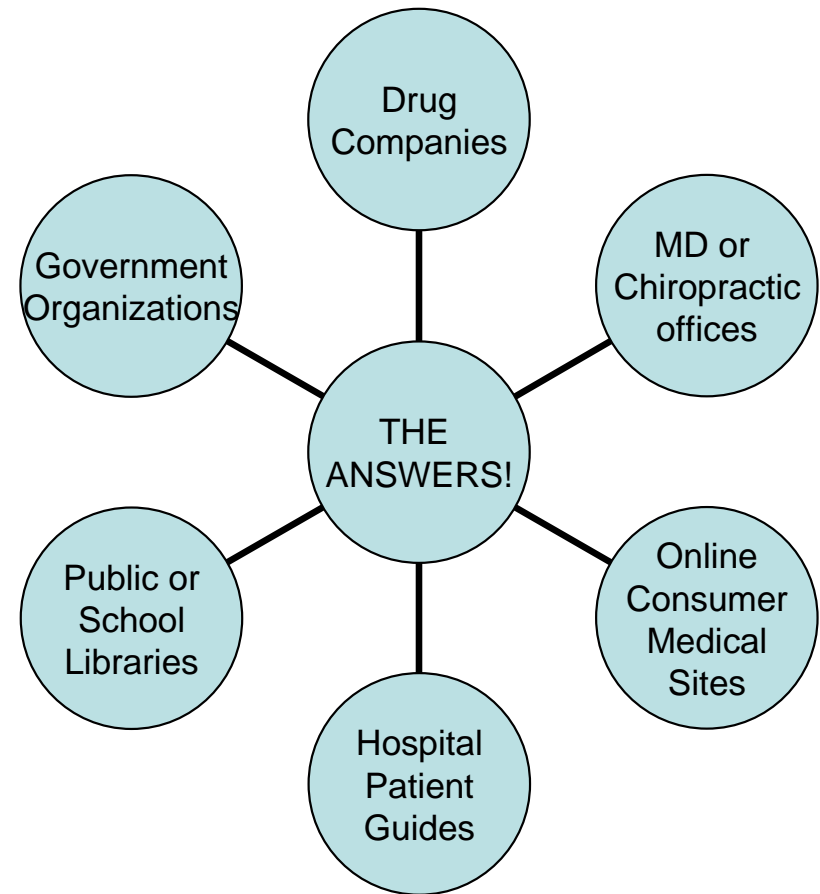 Drug
Companies
Government
Organizations
MD or
Chiropractic
offices
THE
ANSWERS!
Public or
School
Libraries
Online
Consumer
Medical
Sites
Hospital
Patient
Guides